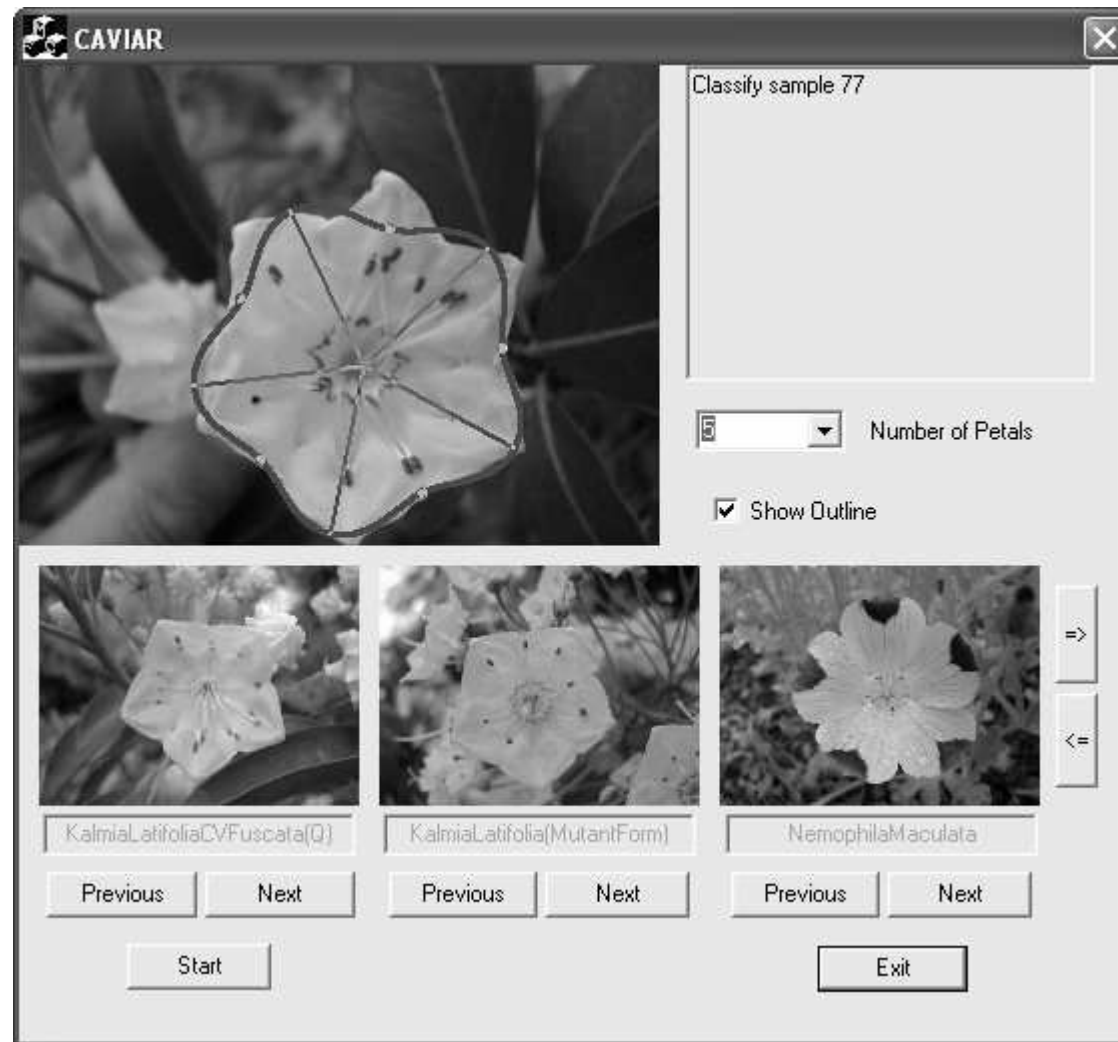 CAVIAR
Classify sample 77
5 Number of Petals
Show Outline
=>
<=
KalmiaLatifoliaCVFuscata(Q) KalmiaLatifolia(MutantForm) NemophilaMaculata
Previous Next Previous Next Previous Next
Start Exit